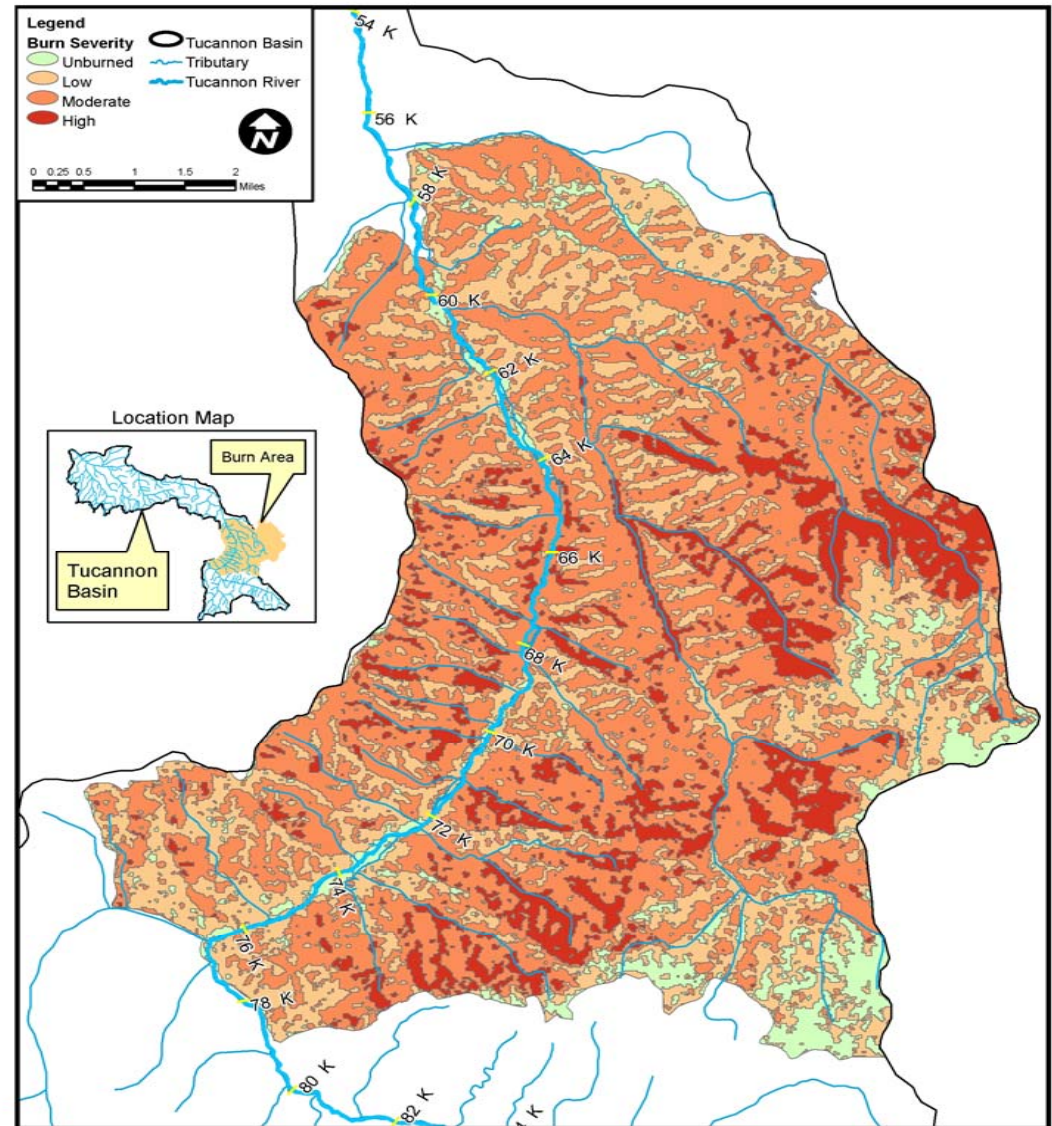 Legend
Burn Severity
Unburned
Low
Moderate
High
Tucannon Basin
Tributary
Tucannon River
N
0 0.25 0.5 1 1.5 2
Miles
54 K
56 K
58 K
60 K
62 K
64 K
66 K
68 K
70 K
72 K
74 K
76 K
78 K
80 K
82 K
K
Location Map
Burn Area
Tucannon
Basin